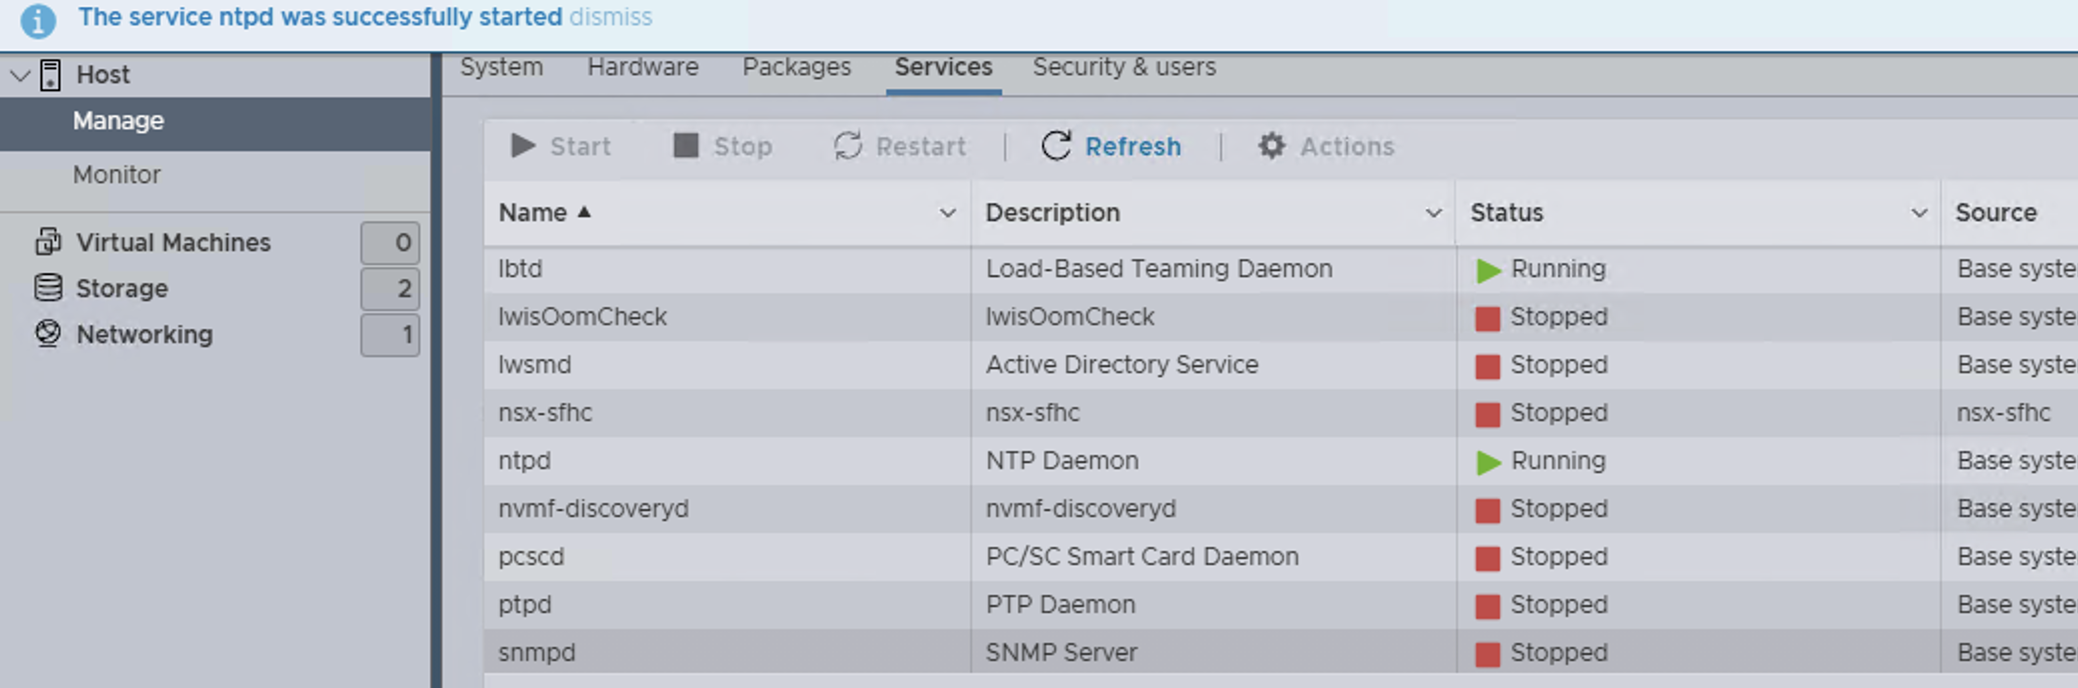 The service ntpd was successfully started dismiss
Host
Manage
Monitor
Virtual Machines 0
Storage 2
Networking 1
System Hardware Packages Services Security & users
Start Stop Restart | Refresh | Actions
Name Description Status Source
lbtd Load-Based Teaming Daemon Running Base syste
lwisOomCheck lwisOomCheck Stopped Base syste
lwsmd Active Directory Service Stopped Base syste
nsx-sfhc nsx-sfhc Stopped nsx-sfhc
ntpd NTP Daemon Running Base syste
nvmf-discoveryd nvmf-discoveryd Stopped Base syste
pcscd PC/SC Smart Card Daemon Stopped Base syste
ptpd PTP Daemon Stopped Base syste
snmpd SNMP Server Stopped Base syste